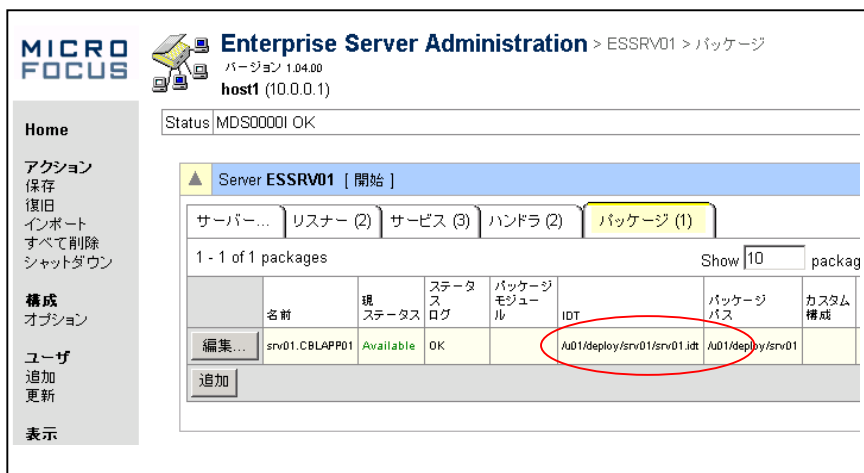 MICRO
FOCUS
Enterprise Server Administration > ESSRV01 > パッケージ
バージョン 1.04.00
host1 (10.0.0.1)
Home
アクション
保存
復旧
インポート
すべて削除
シャットダウン
構成
オプション
ユーザ
追加
更新
表示
Status MDS0000I OK
Server ESSRV01 [ 開始 ]
サーバー... リスナー (2) サービス (3) ハンドラ (2) パッケージ (1)
1 - 1 of 1 packages Show 10 packag
名前 現ステータス ステータスログ パッケージモジュール IDT パッケージパス カスタム構成
編集... srv01.CBLAPP01 Available OK /u01/deploy/srv01/srv01.idt /u01/deploy/srv01
追加